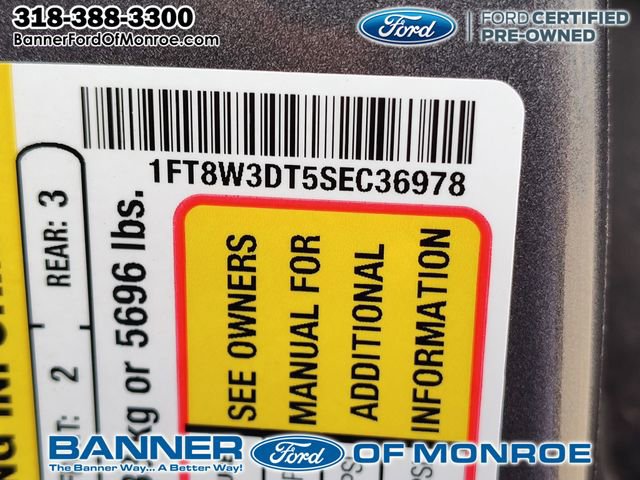 318-388-3300
BannerFordOfMonroe.com
Ford
FORD CERTIFIED
PRE-OWNED
1FT8W3DT5SEC36978
REAR: 3
2
kg or 5696 lbs.
SEE OWNERS
MANUAL FOR
ADDITIONAL
INFORMATION
BANNER
Ford
OF MONROE
The Banner Way... A Better Way!